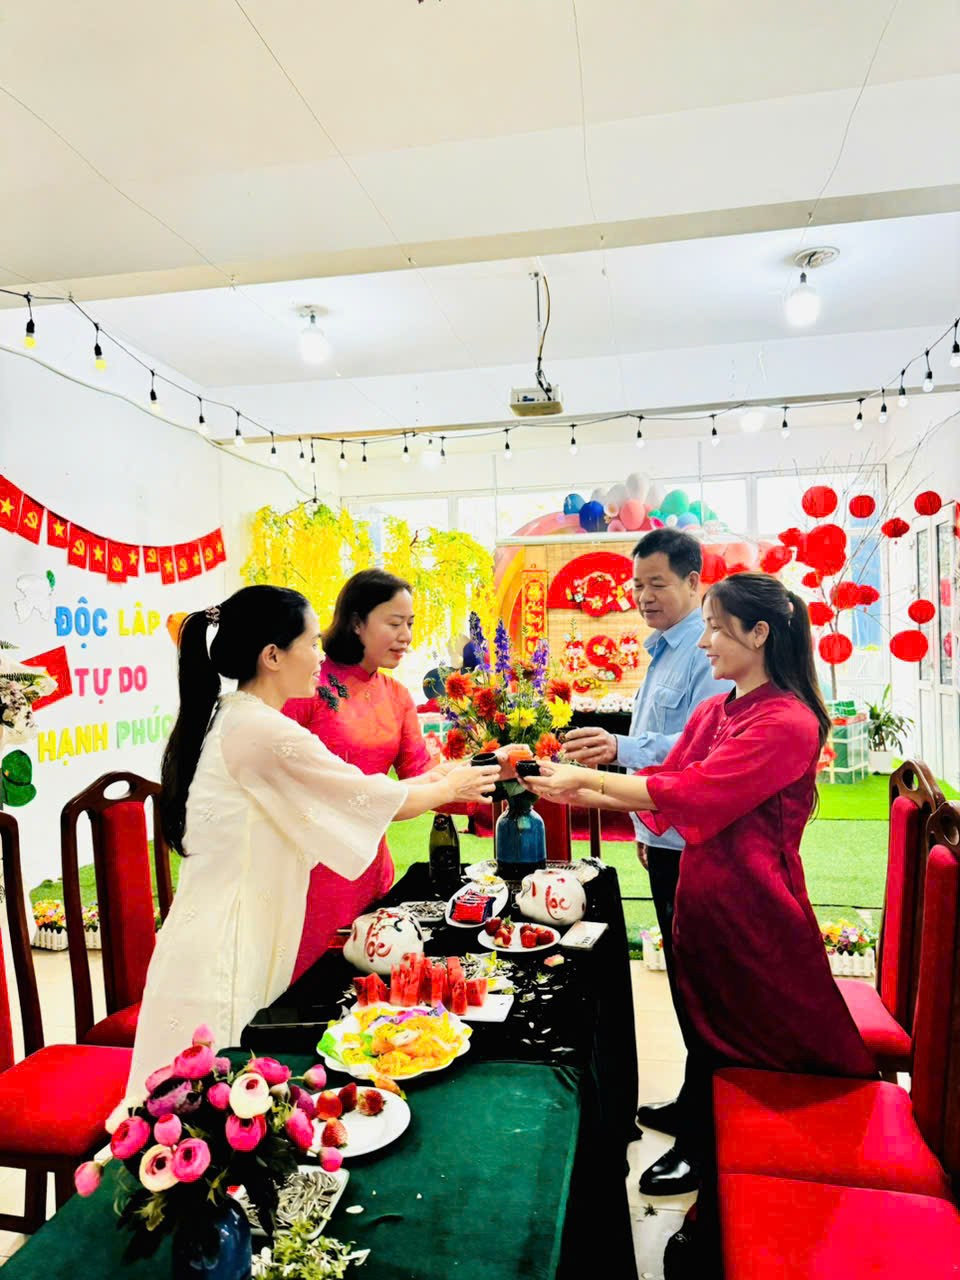 ĐỘC LẬP
TỰ DO
HẠNH PHÚC
Lộc
Lộc